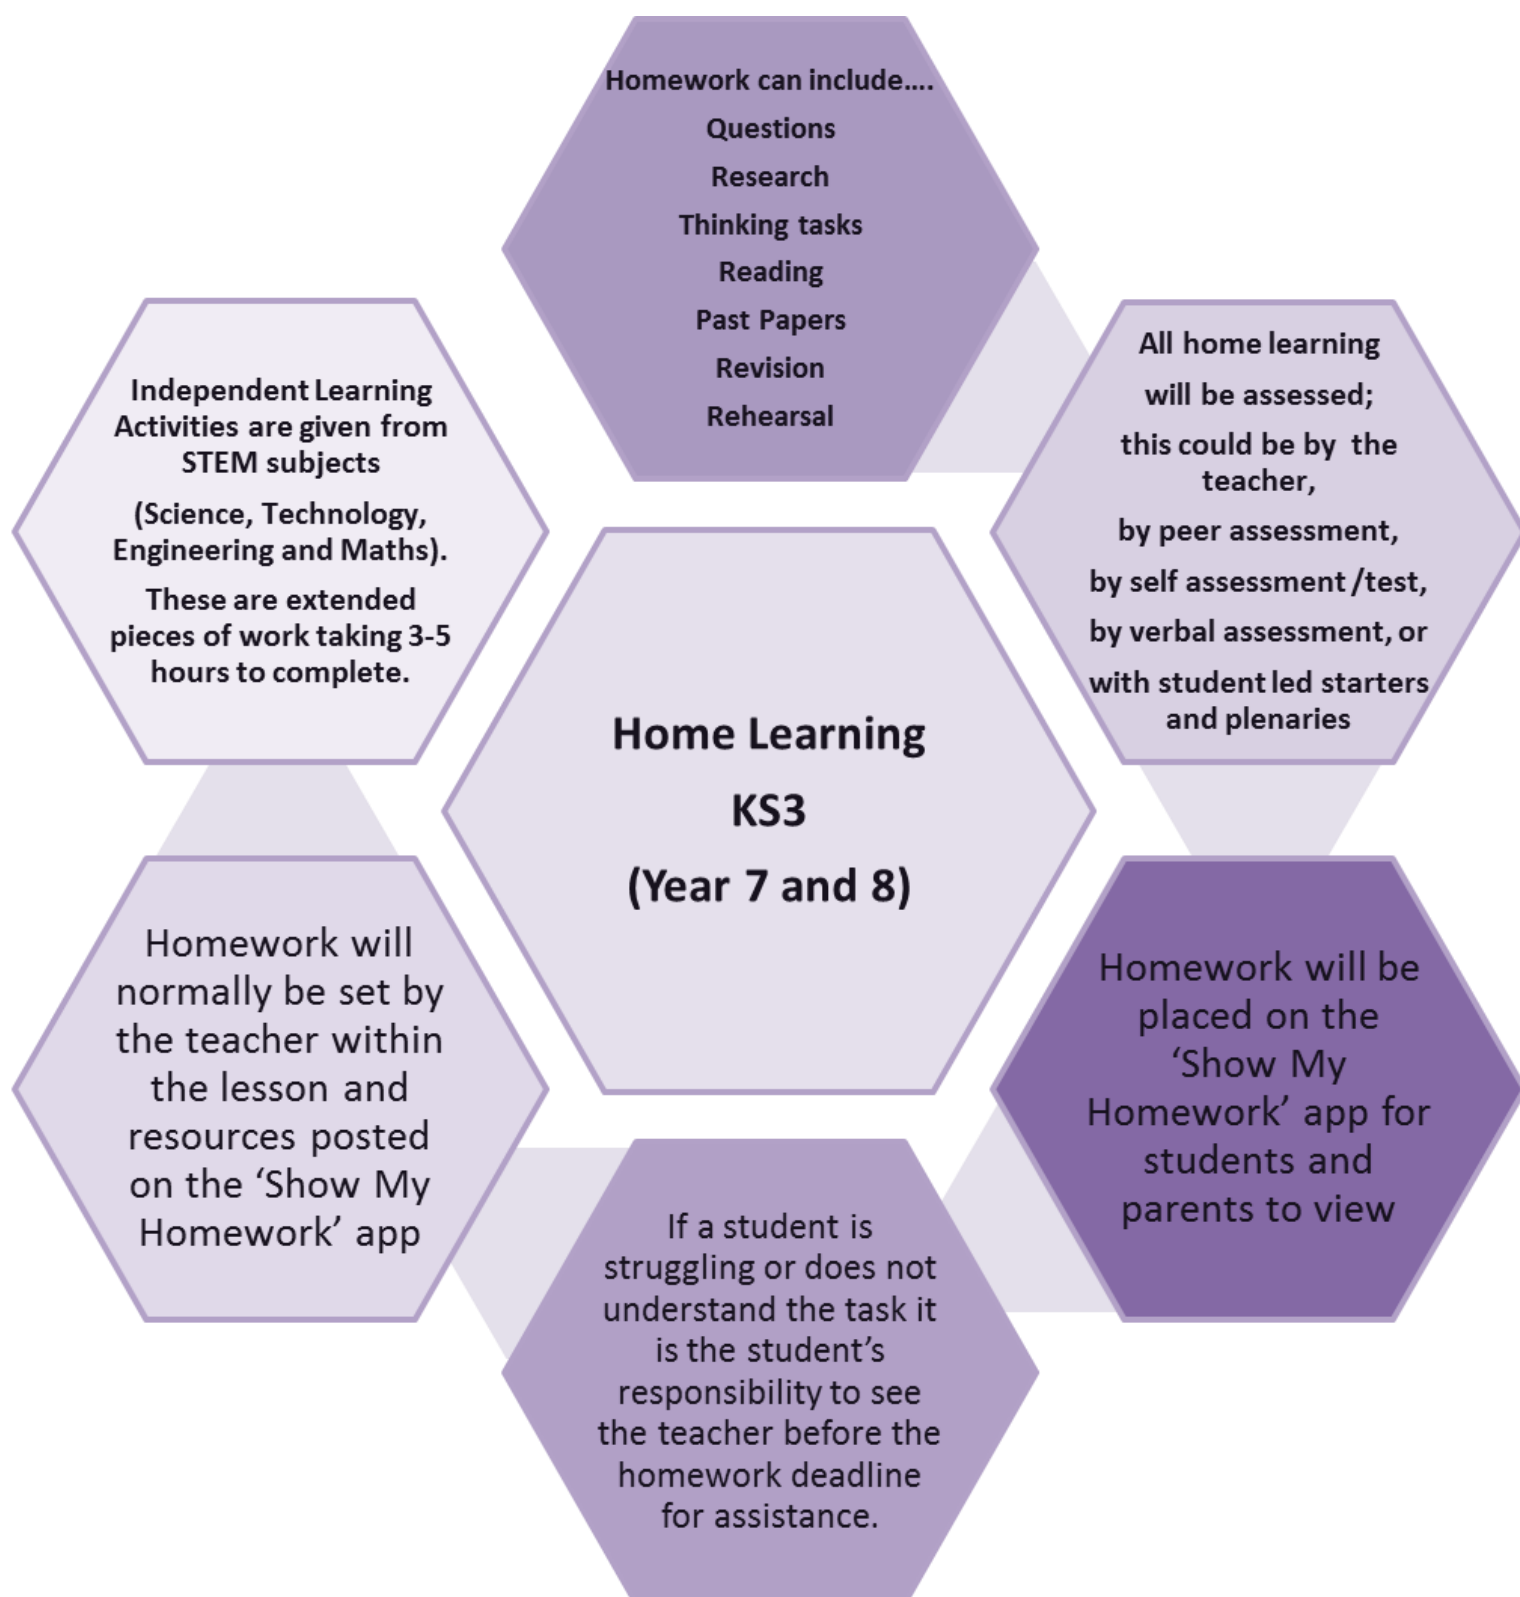 Homework can include....
Questions
Research
Thinking tasks
Reading
Past Papers
Revision
Rehearsal
All home learning
will be assessed;
this could be by the
teacher,
by peer assessment,
by self assessment /test,
by verbal assessment, or
with student led starters
and plenaries
Homework will be
placed on the
‘Show My
Homework’ app for
students and
parents to view
If a student is
struggling or does not
understand the task it
is the student’s
responsibility to see
the teacher before the
homework deadline
for assistance.
Homework will
normally be set by
the teacher within
the lesson and
resources posted
on the ‘Show My
Homework’ app
Independent Learning
Activities are given from
STEM subjects
(Science, Technology,
Engineering and Maths).
These are extended
pieces of work taking 3-5
hours to complete.
Home Learning
KS3
(Year 7 and 8)